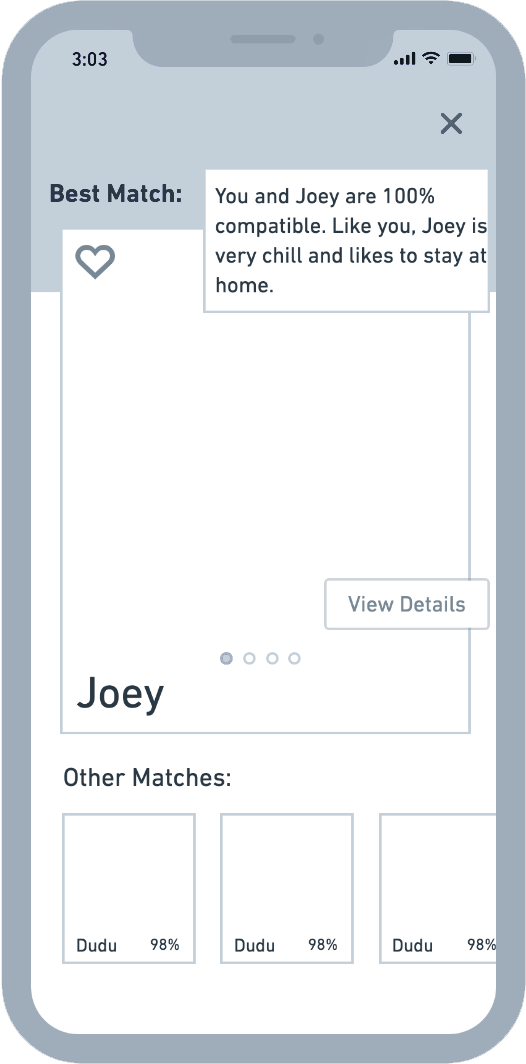 3:03
Best Match:
You and Joey are 100%
compatible. Like you, Joey is
very chill and likes to stay at
home.
View Details
Joey
Other Matches:
Dudu 98%
Dudu 98%
Dudu 98%